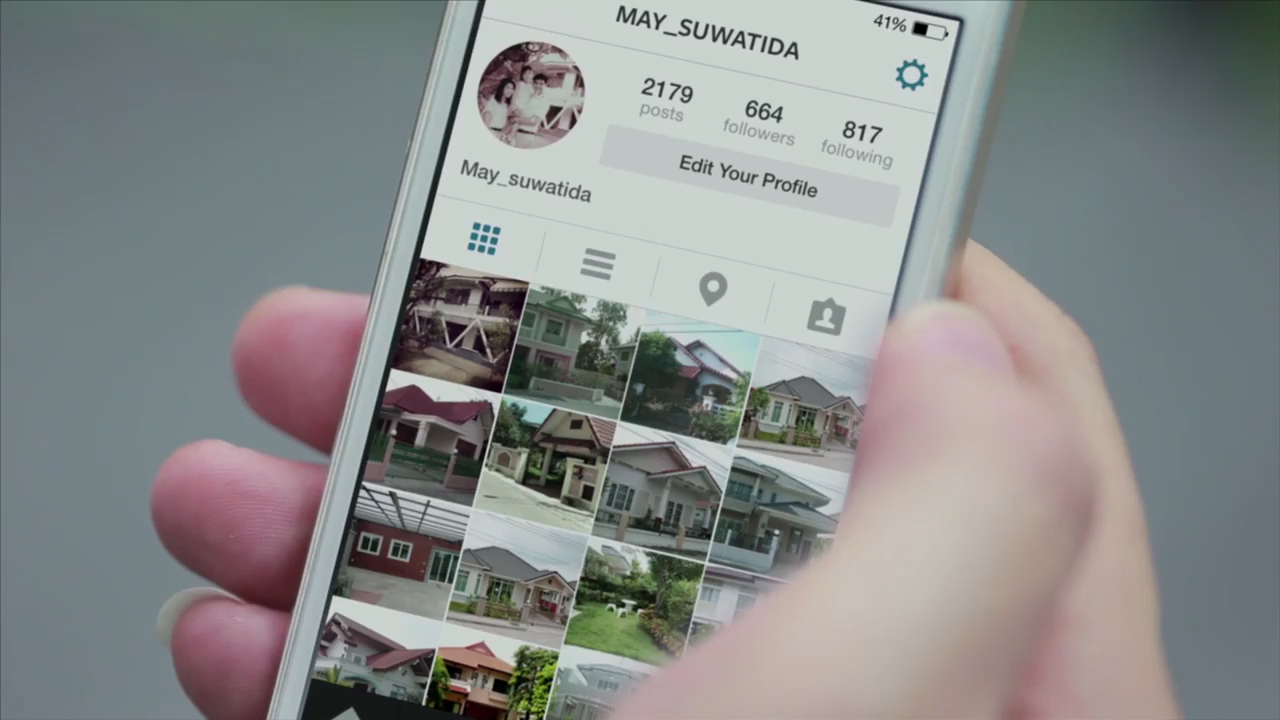 MAY_SUWATIDA
41%
2179
posts
664
followers
817
following
Edit Your Profile
May_suwatida